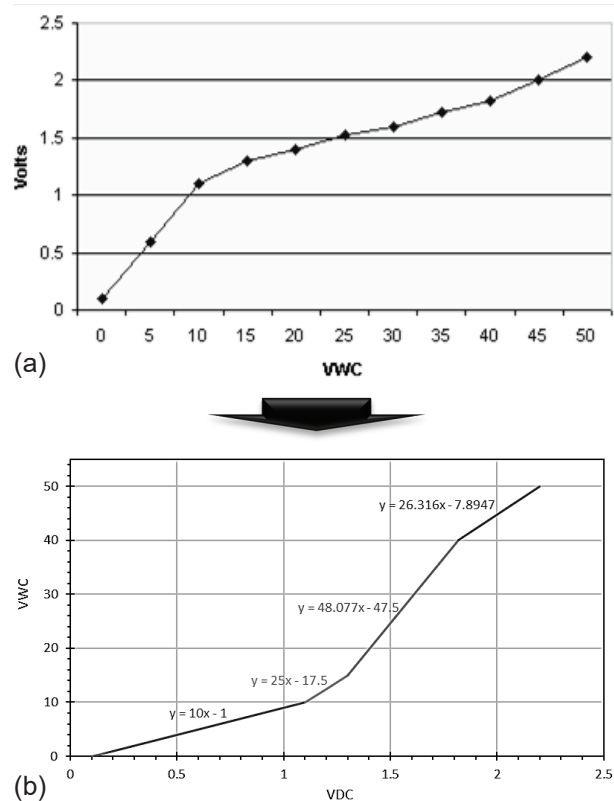 2.5
2
1.5
1
0.5
0
Volts
0 5 10 15 20 25 30 35 40 45 50
VWC
(a)
50
40
30
20
10
0
VWC
y = 26.316x - 7.8947
y = 48.077x - 47.5
y = 25x - 17.5
y = 10x - 1
0 0.5 1 1.5 2 2.5
VDC
(b)